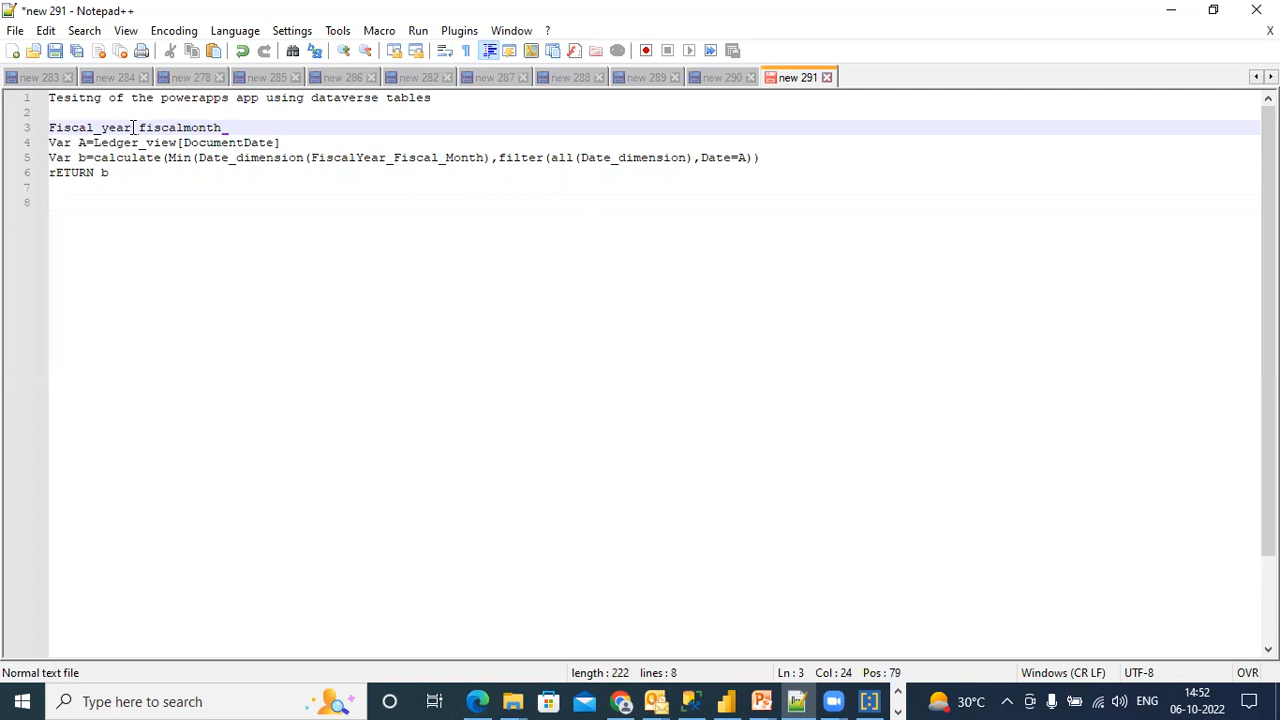 *new 291 - Notepad++
File Edit Search View Encoding Language Settings Tools Macro Run Plugins Window ? X
new 283 new 284 new 278 new 285 new 286 new 282 new 287 new 288 new 289 new 290 new 291
1 Tesitng of the powerapps app using dataverse tables
2
3 Fiscal_year fiscalmonth
4 Var A=Ledger_view[DocumentDate]
5 Var b=calculate(Min(Date_dimension(FiscalYear_Fiscal_Month),filter(all(Date_dimension),Date=A))
6 rETURN b
7
8
Normal text file length : 222 lines : 8 Ln : 3 Col : 24 Pos : 79 Windows (CR LF) UTF-8 OVR
Type here to search 30°C ENG 14:52
06-10-2022